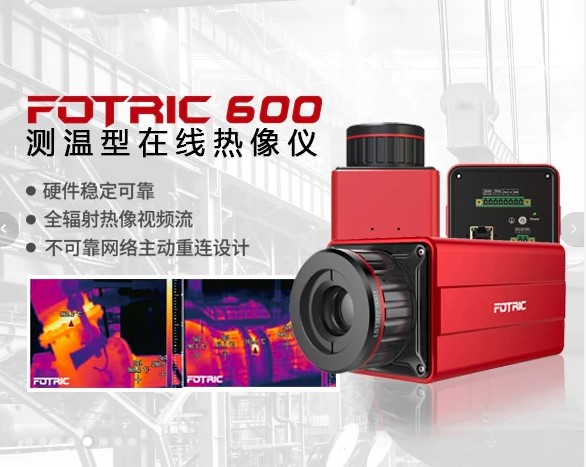 FOTRIC 600
测温型在线热像仪
● 硬件稳定可靠
● 全辐射热像视频流
● 不可靠网络主动重连设计
FOTRIC
FOTRIC
FOTRIC